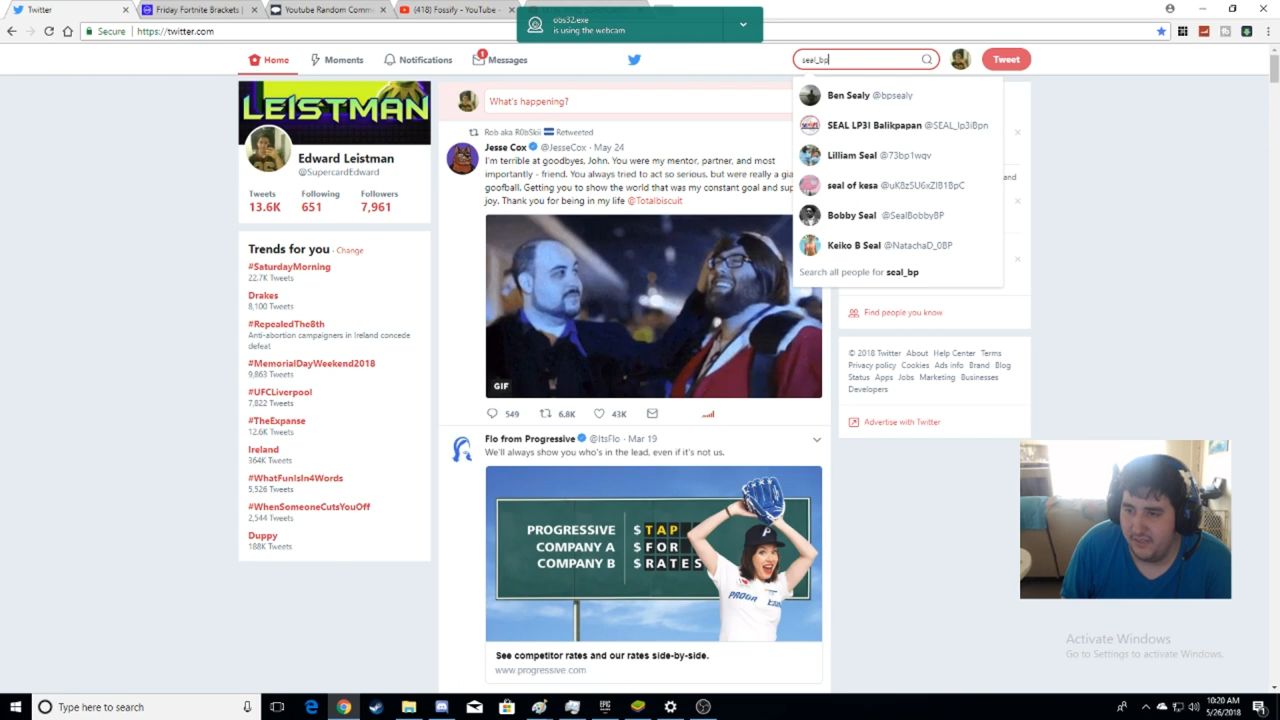 Twitter
Friday Fortnite Brackets |
Youtube Random Comm
(418) Fossify - YouTube -
obs32.exe
is using the webcam
Secure | https://twitter.com
Home
Moments
Notifications
1
Messages
seal_bp
Tweet
LEISTMAN
Edward Leistman
@SupercardEdward
Tweets Following Followers
13.6K 651 7,961
Trends for you · Change
#SaturdayMorning
22.7K Tweets
Drakes
8,100 Tweets
#RepealedThe8th
Anti-abortion campaigners in Ireland concede
defeat
#MemorialDayWeekend2018
9,863 Tweets
#UFCLiverpool
7,822 Tweets
#TheExpanse
12.6K Tweets
Ireland
364K Tweets
#WhatFunIsIn4Words
5,526 Tweets
#WhenSomeoneCutsYouOff
2,544 Tweets
Duppy
188K Tweets
What's happening?
Rob aka R0bSkii Retweeted
Jesse Cox @JesseCox · May 24
I'm terrible at goodbyes, John. You were my mentor, partner, and most
importantly - friend. You always tried to act so serious, but were really a gia
goofball. Getting you to show the world that was my constant goal and sup
joy. Thank you for being in my life @Totalbiscuit
GIF
549 6.8K 43K
Flo from Progressive @ItsFlo · Mar 19
We'll always show you who's in the lead, even if it's not us.
PROGRESSIVE $ TAP
COMPANY A $ FOR
COMPANY B $ RATES
P
See competitor rates and our rates side-by-side.
www.progressive.com
Ben Sealy @bpsealy
SEAL LP3I Balikpapan @SEAL_lp3iBpn
Lilliam Seal @73bp1wqv
seal of kesa @uK8zSU6xZIB1BpC
Bobby Seal @SealBobbyBP
Keiko B Seal @NatachaD_0BP
Search all people for seal_bp
and
Find people you know
© 2018 Twitter About Help Center Terms
Privacy policy Cookies Ads info Brand Blog
Status Apps Jobs Marketing Businesses
Developers
Advertise with Twitter
Activate Windows
Go to Settings to activate Windows.
Type here to search
EPIC
10:20 AM
5/26/2018
1